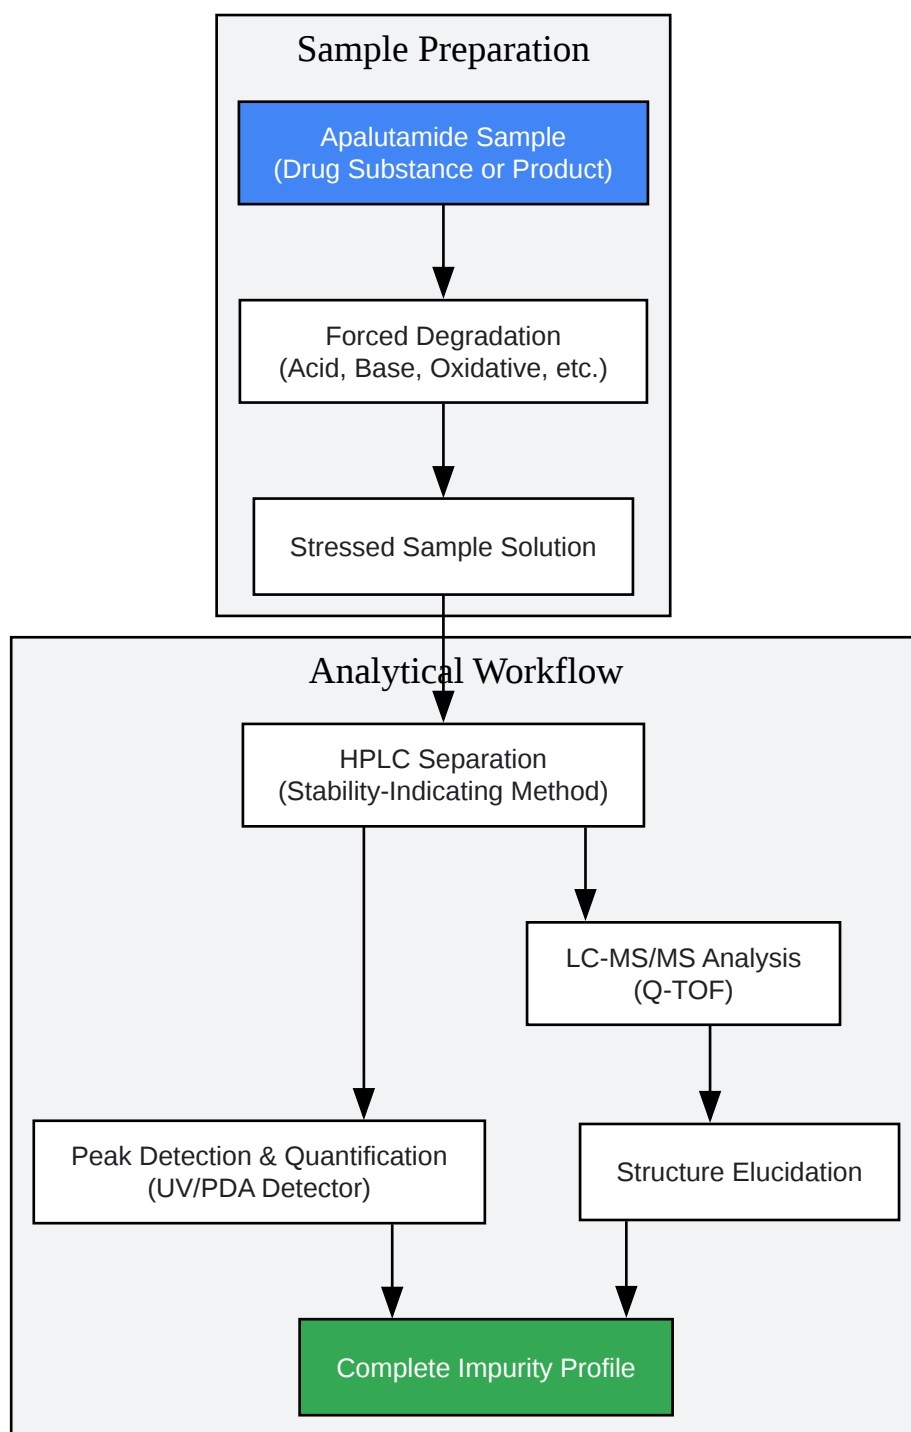 Sample Preparation
Apalutamide Sample
(Drug Substance or Product)
Forced Degradation
(Acid, Base, Oxidative, etc.)
Stressed Sample Solution
Analytical Workflow
HPLC Separation
(Stability-Indicating Method)
LC-MS/MS Analysis
(Q-TOF)
Peak Detection & Quantification
(UV/PDA Detector)
Structure Elucidation
Complete Impurity Profile